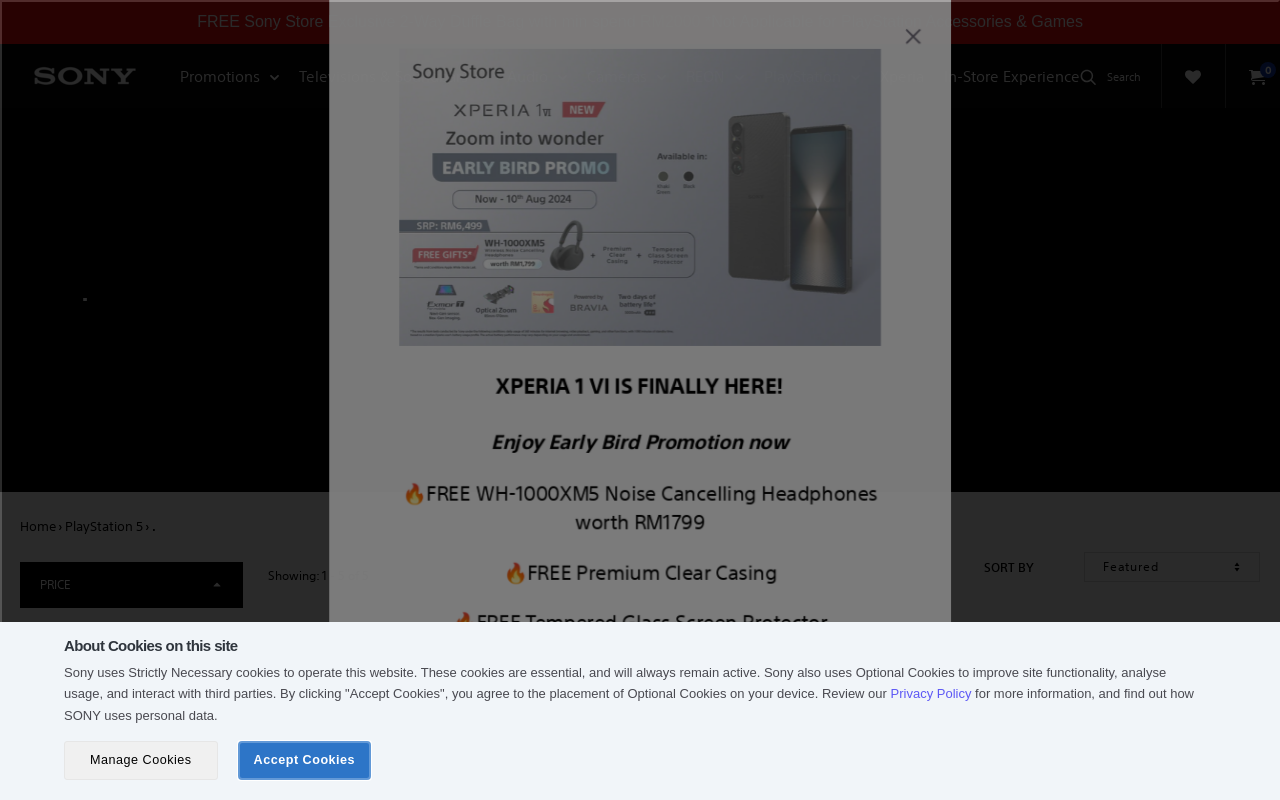 FREE Sony Store
cessories & Games
SONY
Promotions
Search
0
Sony Store
XPERIA 1 VI NEW
Zoom into wonder
EARLY BIRD PROMO
Available in:
Now - 10th Aug 2024
SRP: RM6,499
FREE GIFTS*
WH-1000XM5
worth RM1,799
+ Premium Clear Casing
+ Tempered Glass Screen Protector
Optical Zoom
Powered by
BRAVIA
Two days of battery life*
XPERIA 1 VI IS FINALLY HERE!
Enjoy Early Bird Promotion now
🔥FREE WH-1000XM5 Noise Cancelling Headphones
worth RM1799
🔥FREE Premium Clear Casing
🔥FREE Tempered Glass Screen Protector
n-Store Experience
Home › PlayStation 5 › .
PRICE
Showing: 1
SORT BY
Featured
About Cookies on this site
Sony uses Strictly Necessary cookies to operate this website. These cookies are essential, and will always remain active. Sony also uses Optional Cookies to improve site functionality, analyse
usage, and interact with third parties. By clicking "Accept Cookies", you agree to the placement of Optional Cookies on your device. Review our Privacy Policy for more information, and find out how
SONY uses personal data.
Manage Cookies
Accept Cookies